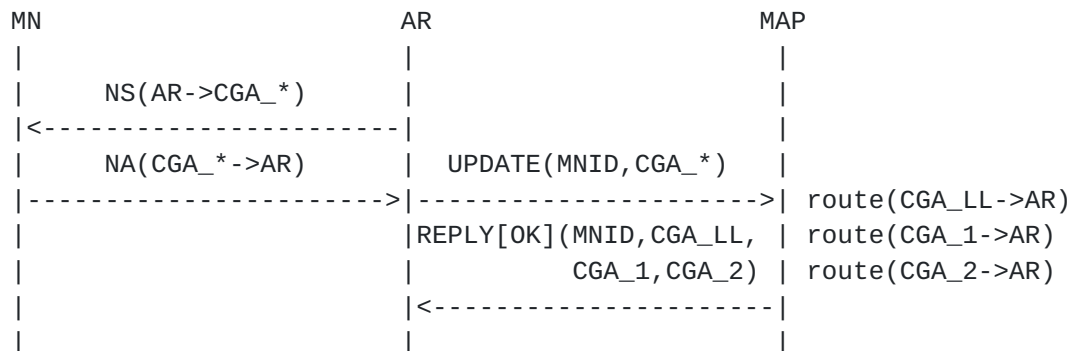 MN                             AR                            MAP
|                              |                             |
|      NS(AR->CGA_*)           |                             |
|<-----------------------------|                             |
|      NA(CGA_*->AR)           |   UPDATE(MNID,CGA_*)        |
|----------------------------->|---------------------------->| route(CGA_LL->AR)
|                              |REPLY[OK](MNID,CGA_LL,       | route(CGA_1->AR)
|                              |            CGA_1,CGA_2)     | route(CGA_2->AR)
|                              |<----------------------------|
|                              |                             |